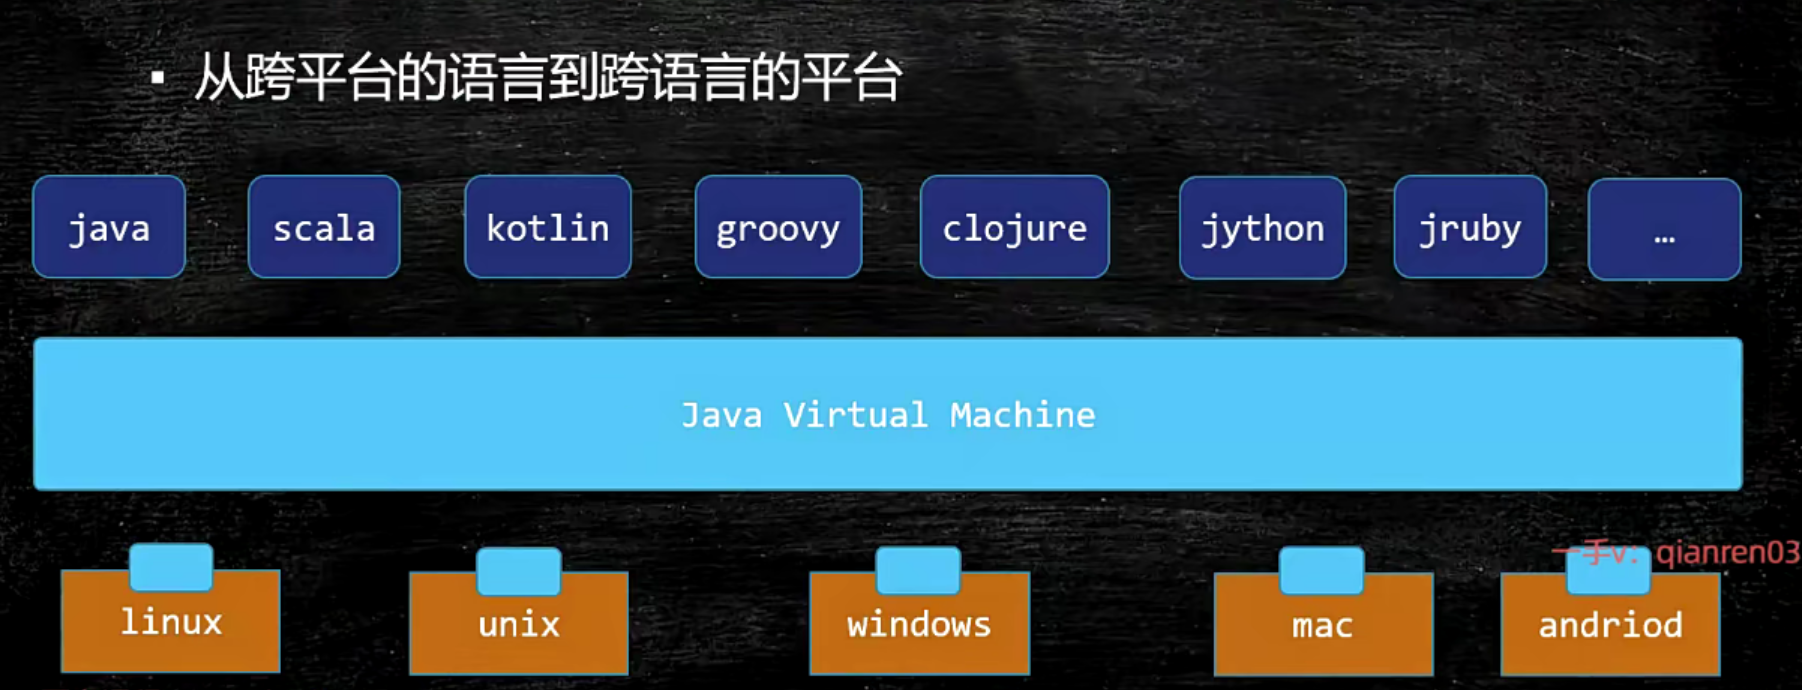 ▪ 从跨平台的语言到跨语言的平台
java scala kotlin groovy clojure jython jruby …
Java Virtual Machine
一手v：qianren03
linux unix windows mac andriod